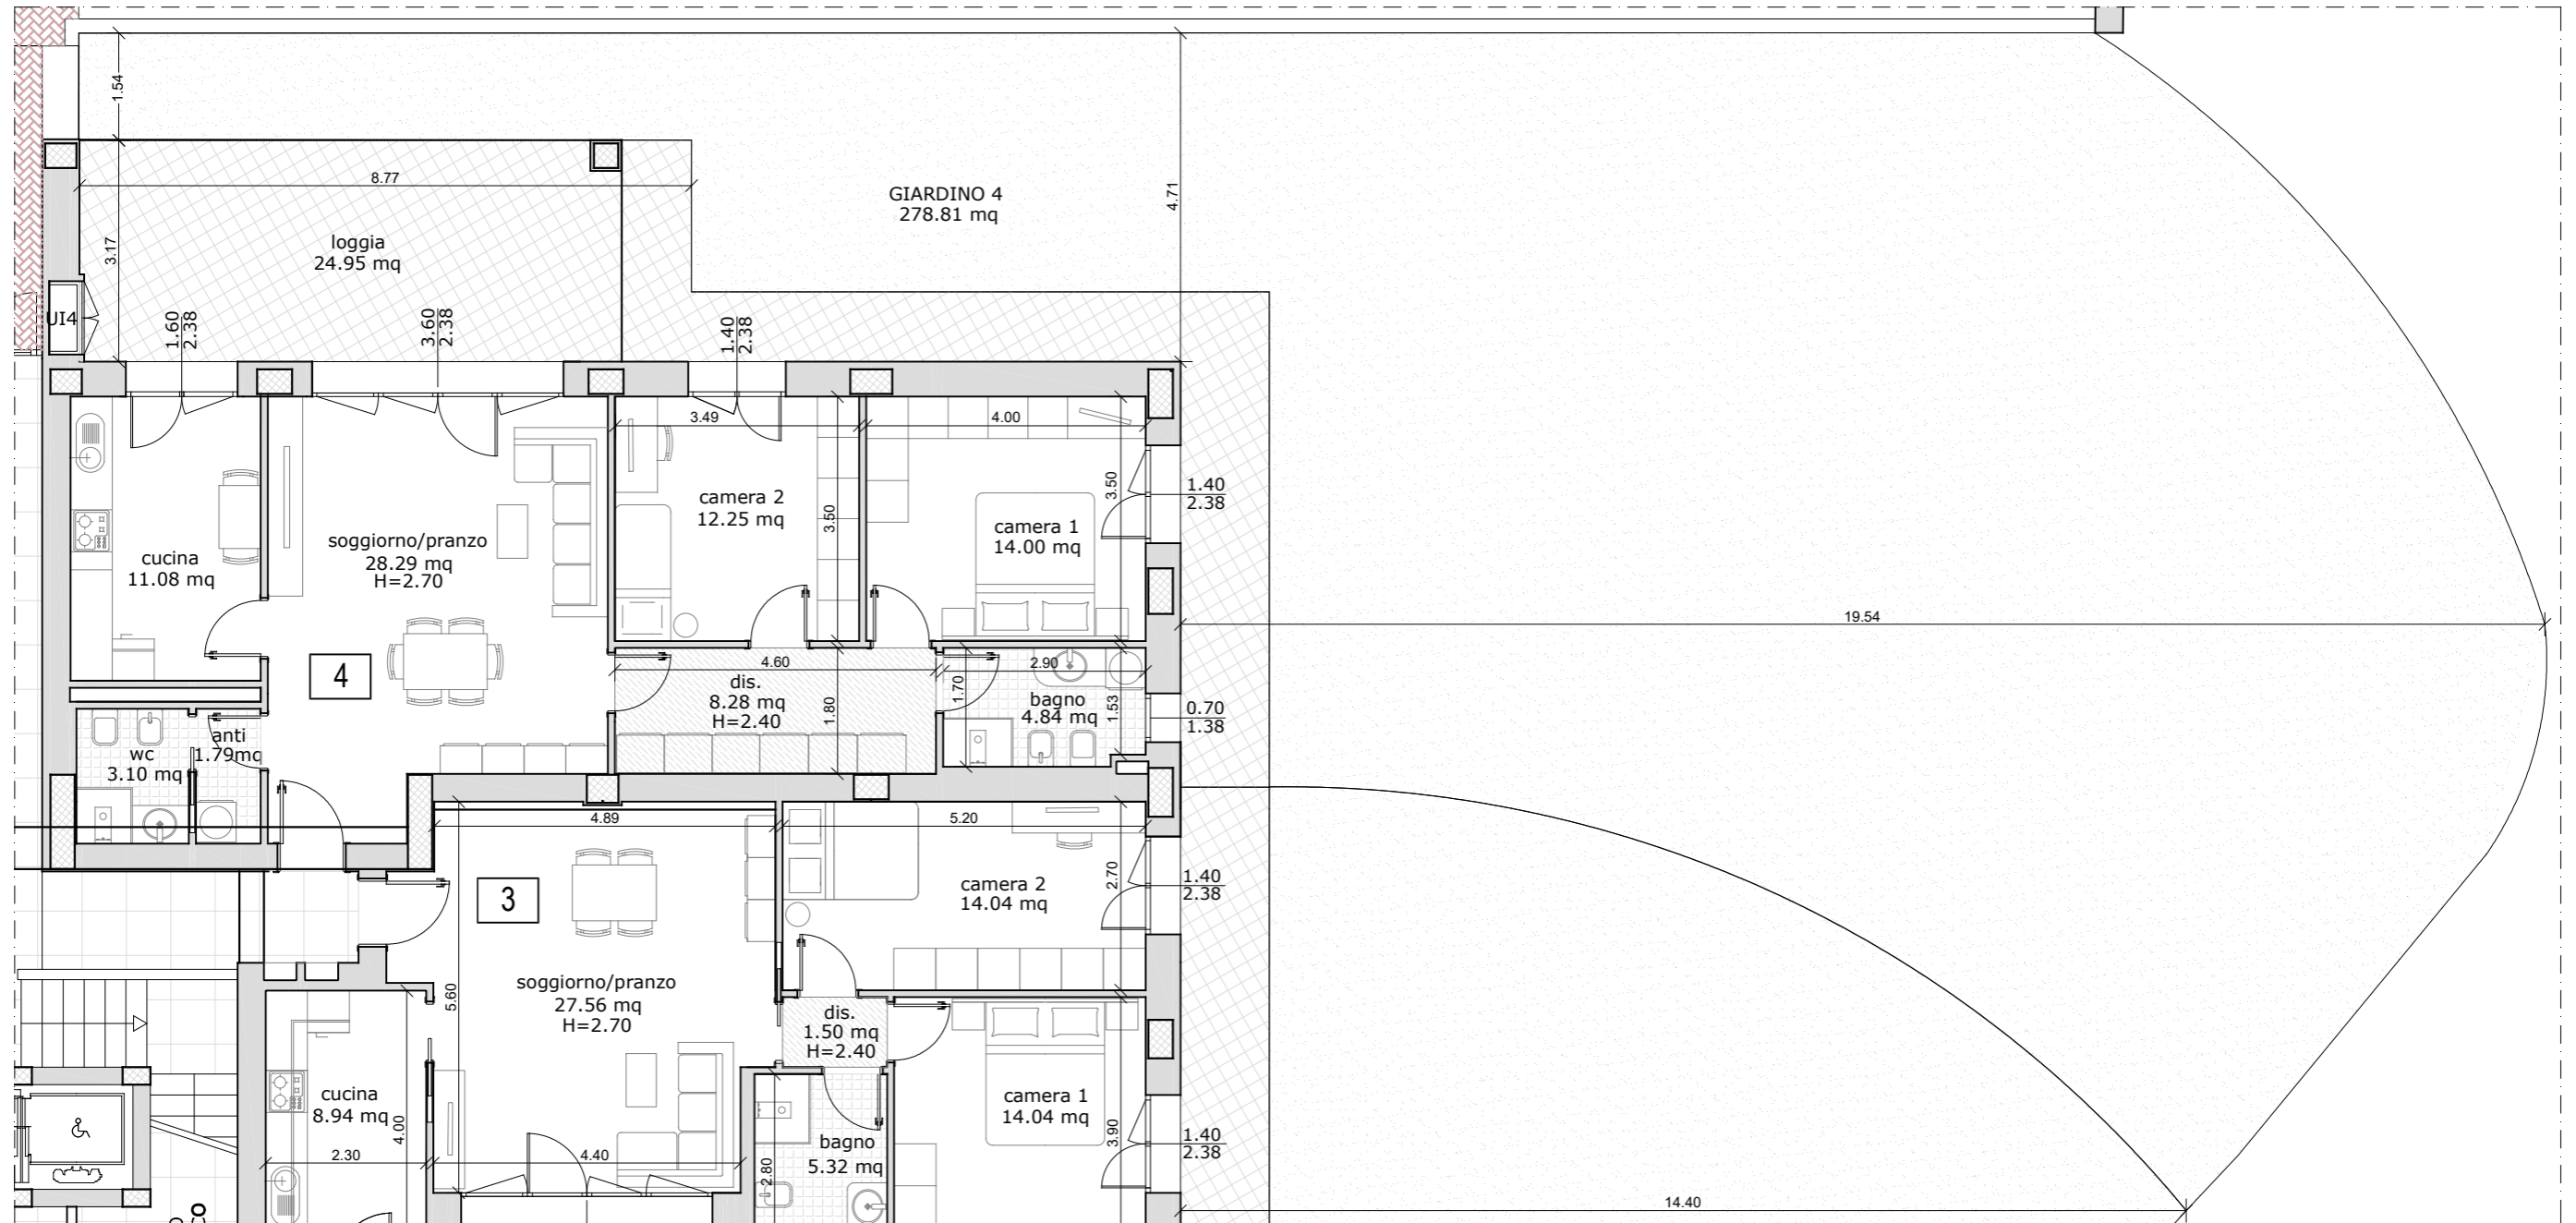 1.54
4.71
8.77
GIARDINO 4
278.81 mq
loggia
24.95 mq
3.17
UI4
1.60
2.38
3.60
2.38
1.40
2.38
3.49
4.00
3.50
3.50
1.40
2.38
camera 2
12.25 mq
camera 1
14.00 mq
cucina
11.08 mq
soggiorno/pranzo
28.29 mq
H=2.70
19.54
4
4.60
2.90
dis.
8.28 mq
H=2.40
1.80
1.70
bagno
4.84 mq
1.53
0.70
1.38
anti
1.79mq
wc
3.10 mq
4.89
5.20
3
camera 2
14.04 mq
2.70
1.40
2.38
soggiorno/pranzo
27.56 mq
H=2.70
5.60
dis.
1.50 mq
H=2.40
cucina
8.94 mq
4.00
camera 1
14.04 mq
3.90
1.40
2.38
bagno
5.32 mq
2.80
2.30
4.40
14.40